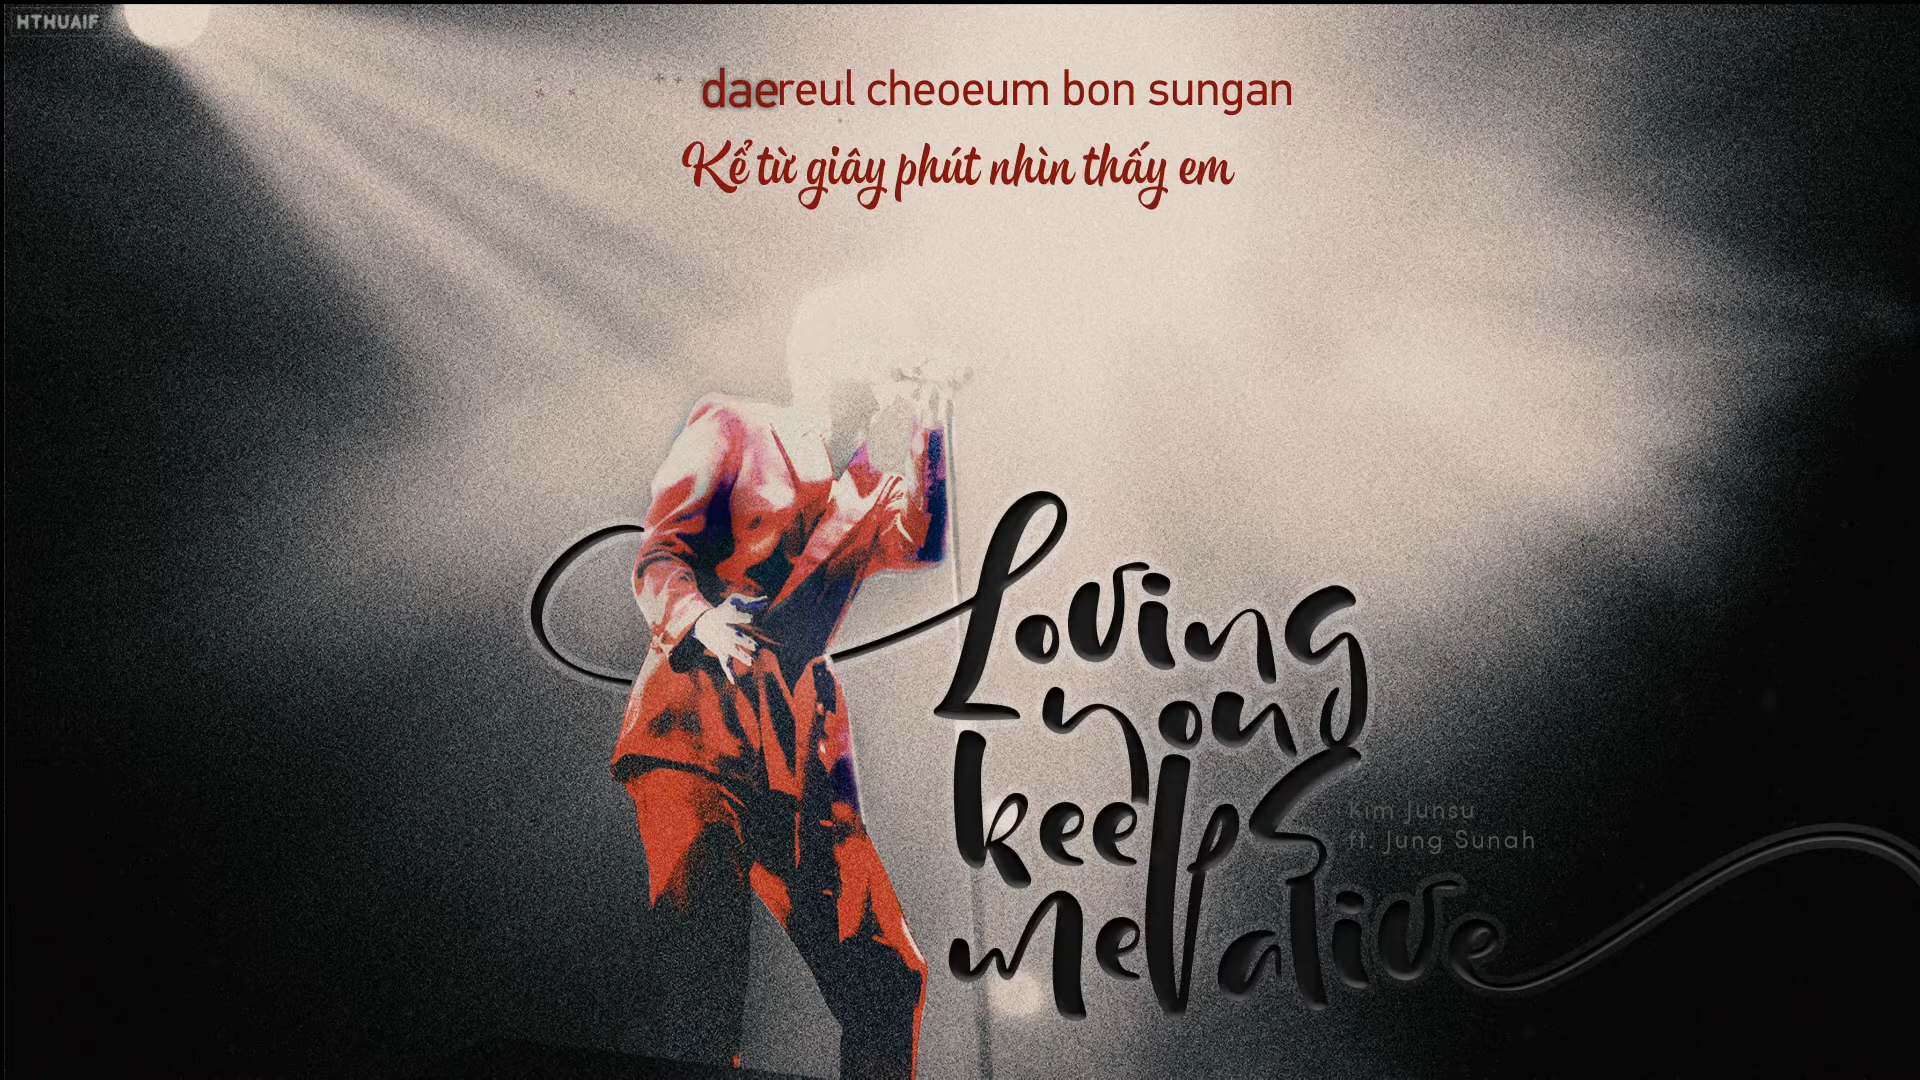 HTHUAIF
daereul cheoeum bon sungan
Kể từ giây phút nhìn thấy em
Loving
you
keeps
Kim Junsu
ft. Jung Sunah
me alive